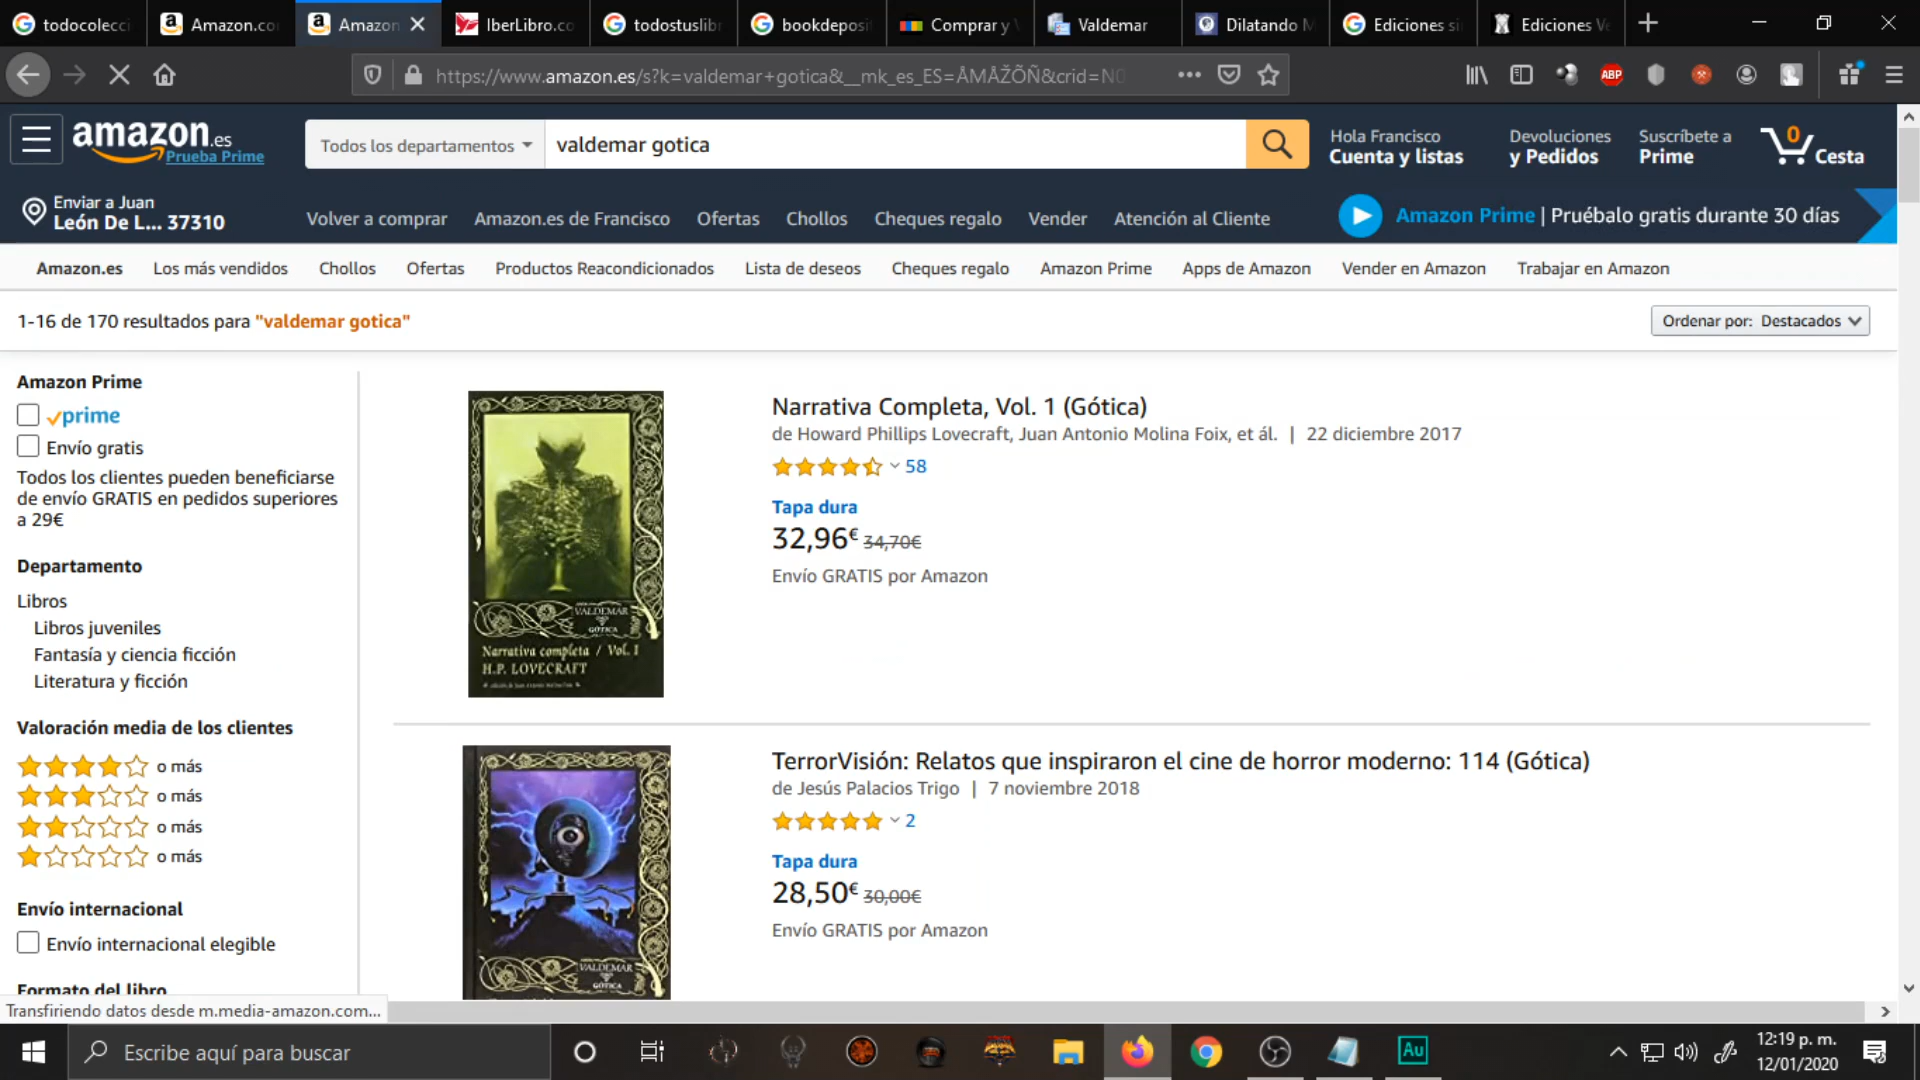 todocolecci
Amazon.co
Amazon
IberLibro.co
todostuslibr
bookdeposi
Comprar y V
Valdemar
Dilatando M
Ediciones si
Ediciones Ve
https://www.amazon.es/s?k=valdemar+gotica&__mk_es_ES=ÅMÅŽÕÑ&crid=N0
ABP
amazon.es
Prueba Prime
Todos los departamentos
valdemar gotica
Hola Francisco
Cuenta y listas
Devoluciones
y Pedidos
Suscríbete a
Prime
0
Cesta
Enviar a Juan
León De L... 37310
Volver a comprar
Amazon.es de Francisco
Ofertas
Chollos
Cheques regalo
Vender
Atención al Cliente
Amazon Prime | Pruébalo gratis durante 30 días
Amazon.es
Los más vendidos
Chollos
Ofertas
Productos Reacondicionados
Lista de deseos
Cheques regalo
Amazon Prime
Apps de Amazon
Vender en Amazon
Trabajar en Amazon
1-16 de 170 resultados para "valdemar gotica"
Ordenar por: Destacados
Amazon Prime
prime
Envío gratis
Todos los clientes pueden beneficiarse
de envío GRATIS en pedidos superiores
a 29€
Departamento
Libros
Libros juveniles
Fantasía y ciencia ficción
Literatura y ficción
Valoración media de los clientes
o más
o más
o más
o más
Envío internacional
Envío internacional elegible
Formato del libro
VALDEMAR
GÓTICA
Narrativa completa / Vol. I
H.P. LOVECRAFT
Narrativa Completa, Vol. 1 (Gótica)
de Howard Phillips Lovecraft, Juan Antonio Molina Foix, et ál. | 22 diciembre 2017
58
Tapa dura
32,96€ 34,70€
Envío GRATIS por Amazon
VALDEMAR
GÓTICA
TerrorVisión: Relatos que inspiraron el cine de horror moderno: 114 (Gótica)
de Jesús Palacios Trigo | 7 noviembre 2018
2
Tapa dura
28,50€ 30,00€
Envío GRATIS por Amazon
Transfiriendo datos desde m.media-amazon.com...
Escribe aquí para buscar
Au
12:19 p. m.
12/01/2020